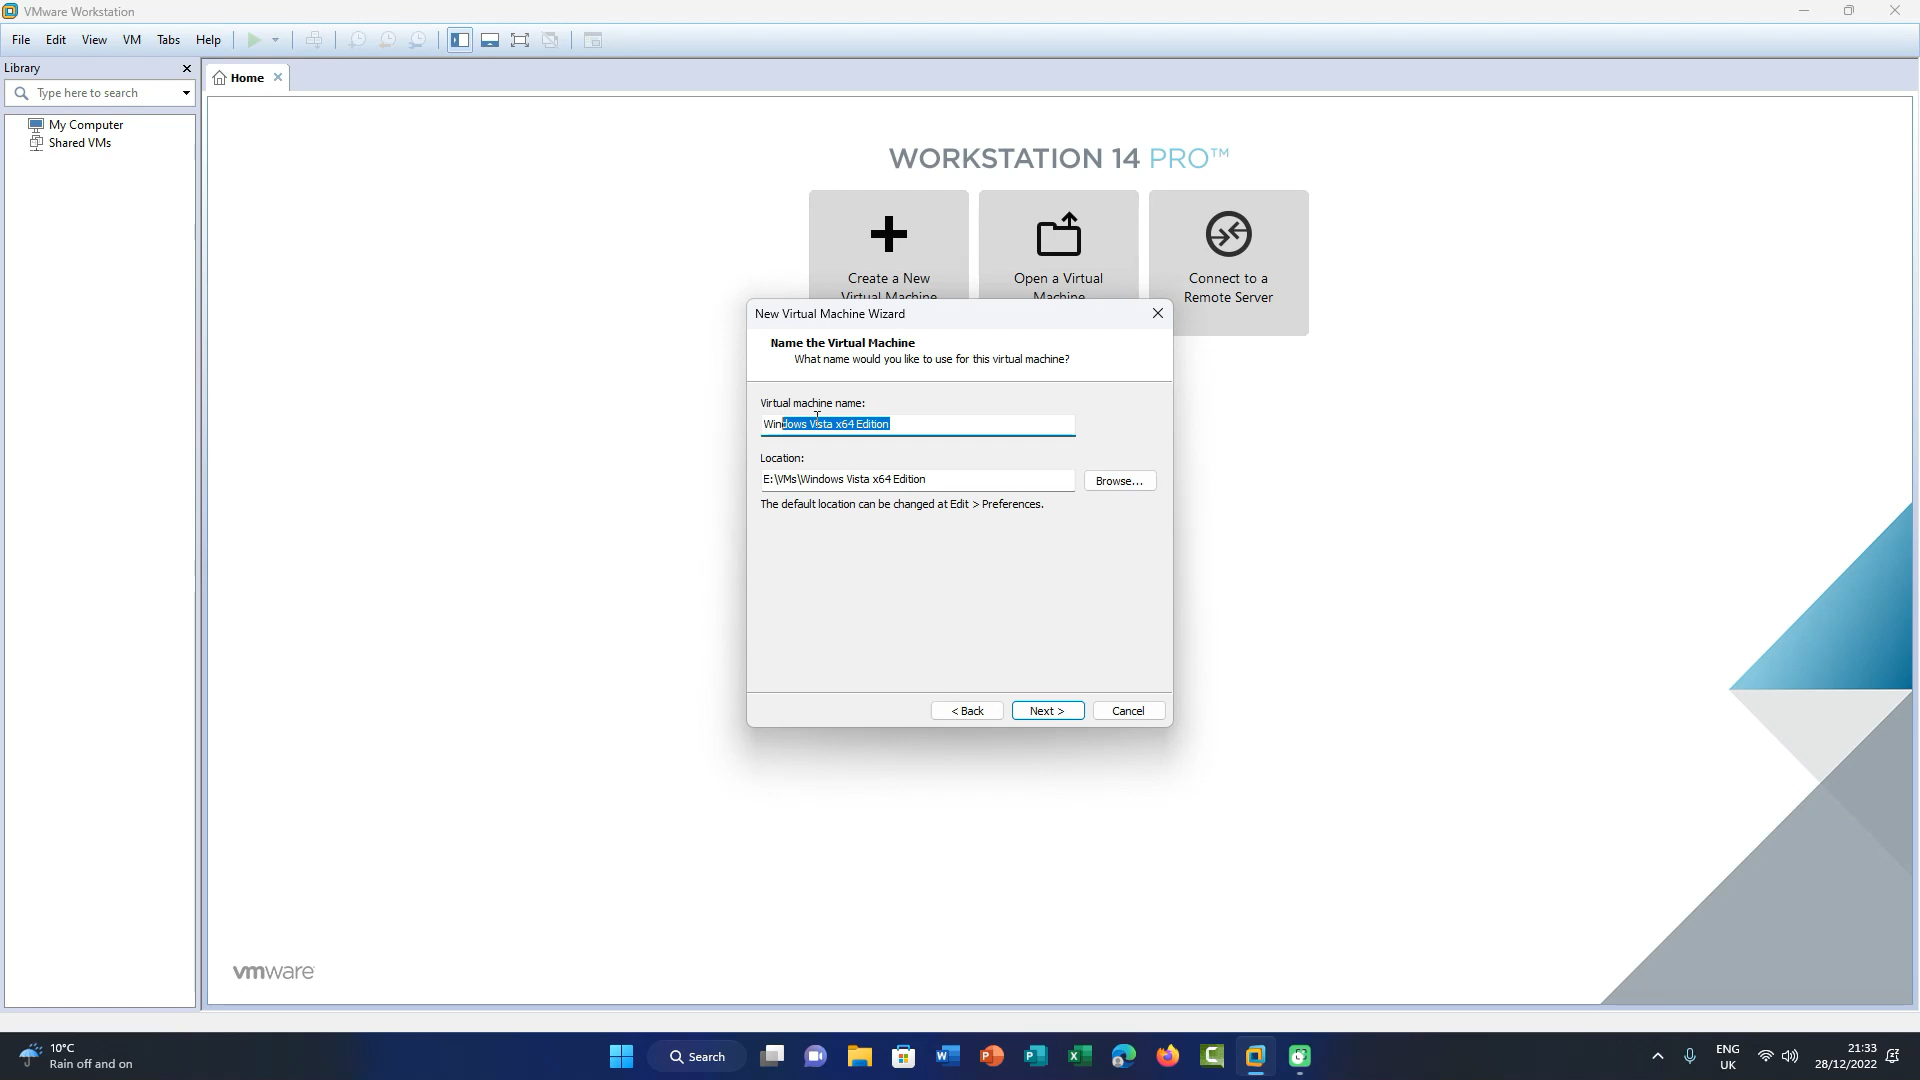 VMware Workstation
File Edit View VM Tabs Help
Library
Home
Type here to search
My Computer
Shared VMs
WORKSTATION 14 PRO™
Create a New
Virtual Machine
Open a Virtual
Machine
Connect to a
Remote Server
New Virtual Machine Wizard
Name the Virtual Machine
What name would you like to use for this virtual machine?
Virtual machine name:
Windows Vista x64 Edition
Location:
E:\VMs\Windows Vista x64 Edition
Browse...
The default location can be changed at Edit > Preferences.
< Back
Next >
Cancel
vmware
10°C
Rain off and on
Search
ENG
UK
21:33
28/12/2022